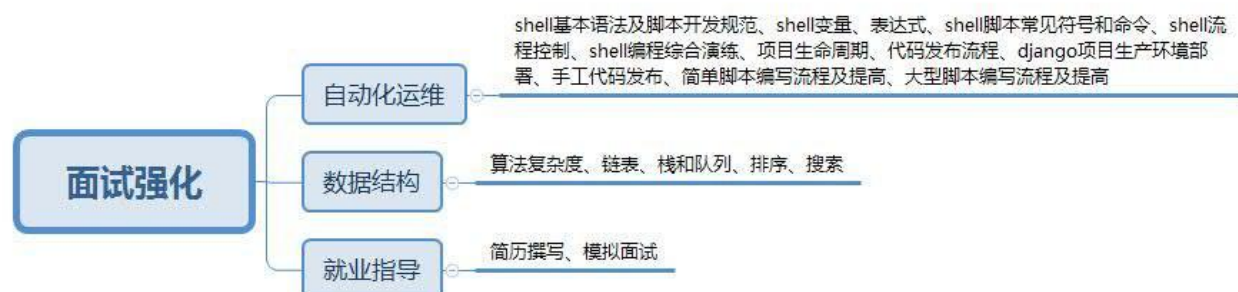 面试强化
自动化运维
shell基本语法及脚本开发规范、shell变量、表达式、shell脚本常见符号和命令、shell流
程控制、shell编程综合演练、项目生命周期、代码发布流程、django项目生产环境部
署、手工代码发布、简单脚本编写流程及提高、大型脚本编写流程及提高
数据结构
算法复杂度、链表、栈和队列、排序、搜索
就业指导
简历撰写、模拟面试